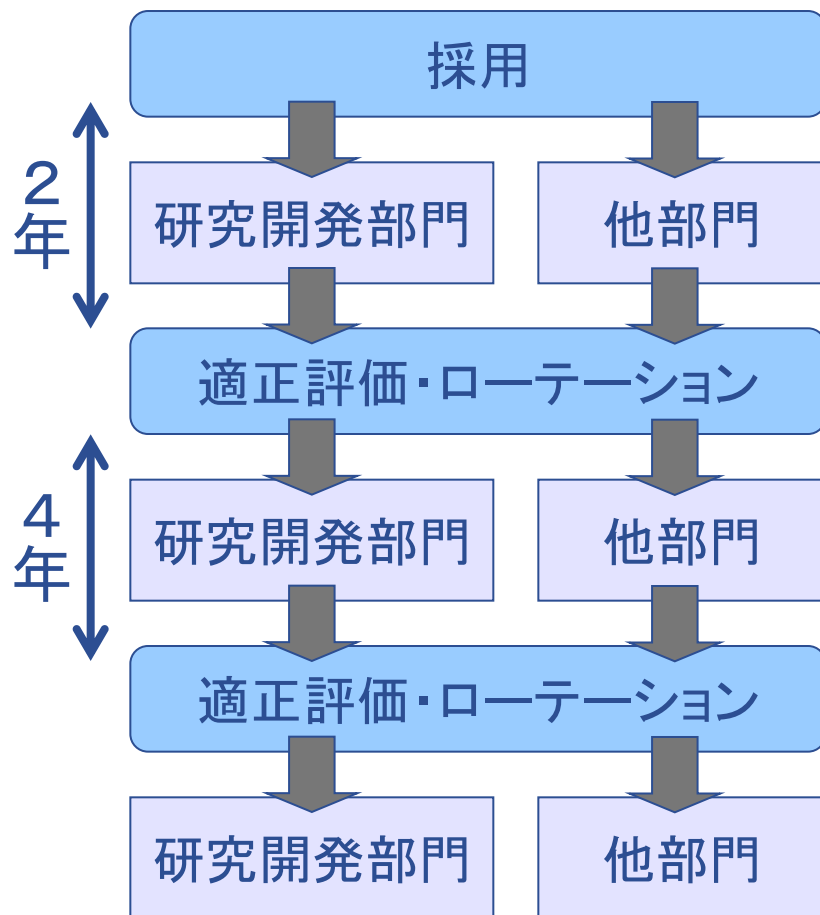 採用
２年
研究開発部門
他部門
適正評価・ローテーション
４年
研究開発部門
他部門
適正評価・ローテーション
研究開発部門
他部門